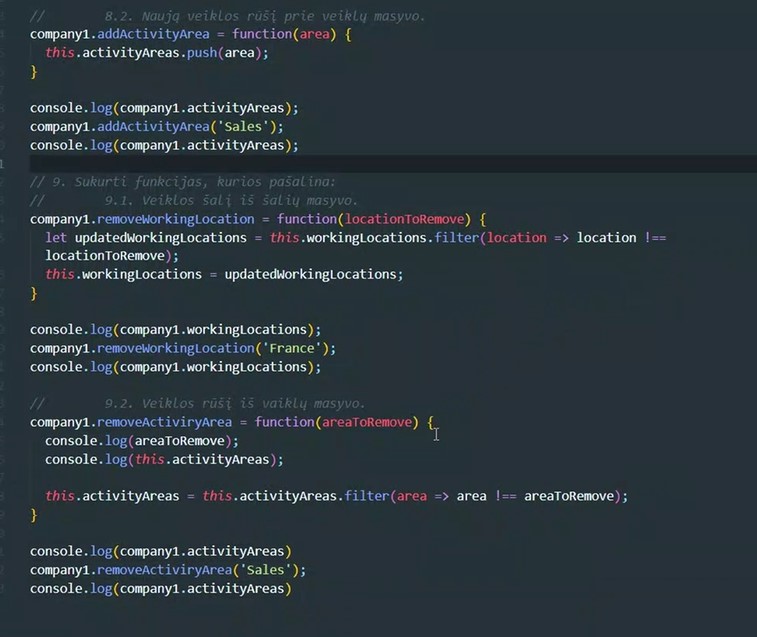 //        8.2. Naują veiklos rūšį prie veiklų masyvo.
company1.addActivityArea = function(area) {
  this.activityAreas.push(area);
}

console.log(company1.activityAreas);
company1.addActivityArea('Sales');
console.log(company1.activityAreas);

// 9. Sukurti funkcijas, kurios pašalina:
//        9.1. Veiklos šalį iš šalių masyvo.
company1.removeWorkingLocation = function(locationToRemove) {
  let updatedWorkingLocations = this.workingLocations.filter(location => location !==
  locationToRemove);
  this.workingLocations = updatedWorkingLocations;
}

console.log(company1.workingLocations);
company1.removeWorkingLocation('France');
console.log(company1.workingLocations);

//        9.2. Veiklos rūšį iš vaiklų masyvo.
company1.removeActiviryArea = function(areaToRemove) {
  console.log(areaToRemove);
  console.log(this.activityAreas);

  this.activityAreas = this.activityAreas.filter(area => area !== areaToRemove);
}

console.log(company1.activityAreas)
company1.removeActiviryArea('Sales');
console.log(company1.activityAreas)